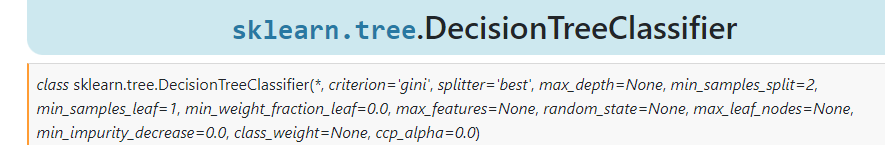 sklearn.tree.DecisionTreeClassifier
class sklearn.tree.DecisionTreeClassifier(*, criterion='gini', splitter='best', max_depth=None, min_samples_split=2,
min_samples_leaf=1, min_weight_fraction_leaf=0.0, max_features=None, random_state=None, max_leaf_nodes=None,
min_impurity_decrease=0.0, class_weight=None, ccp_alpha=0.0)